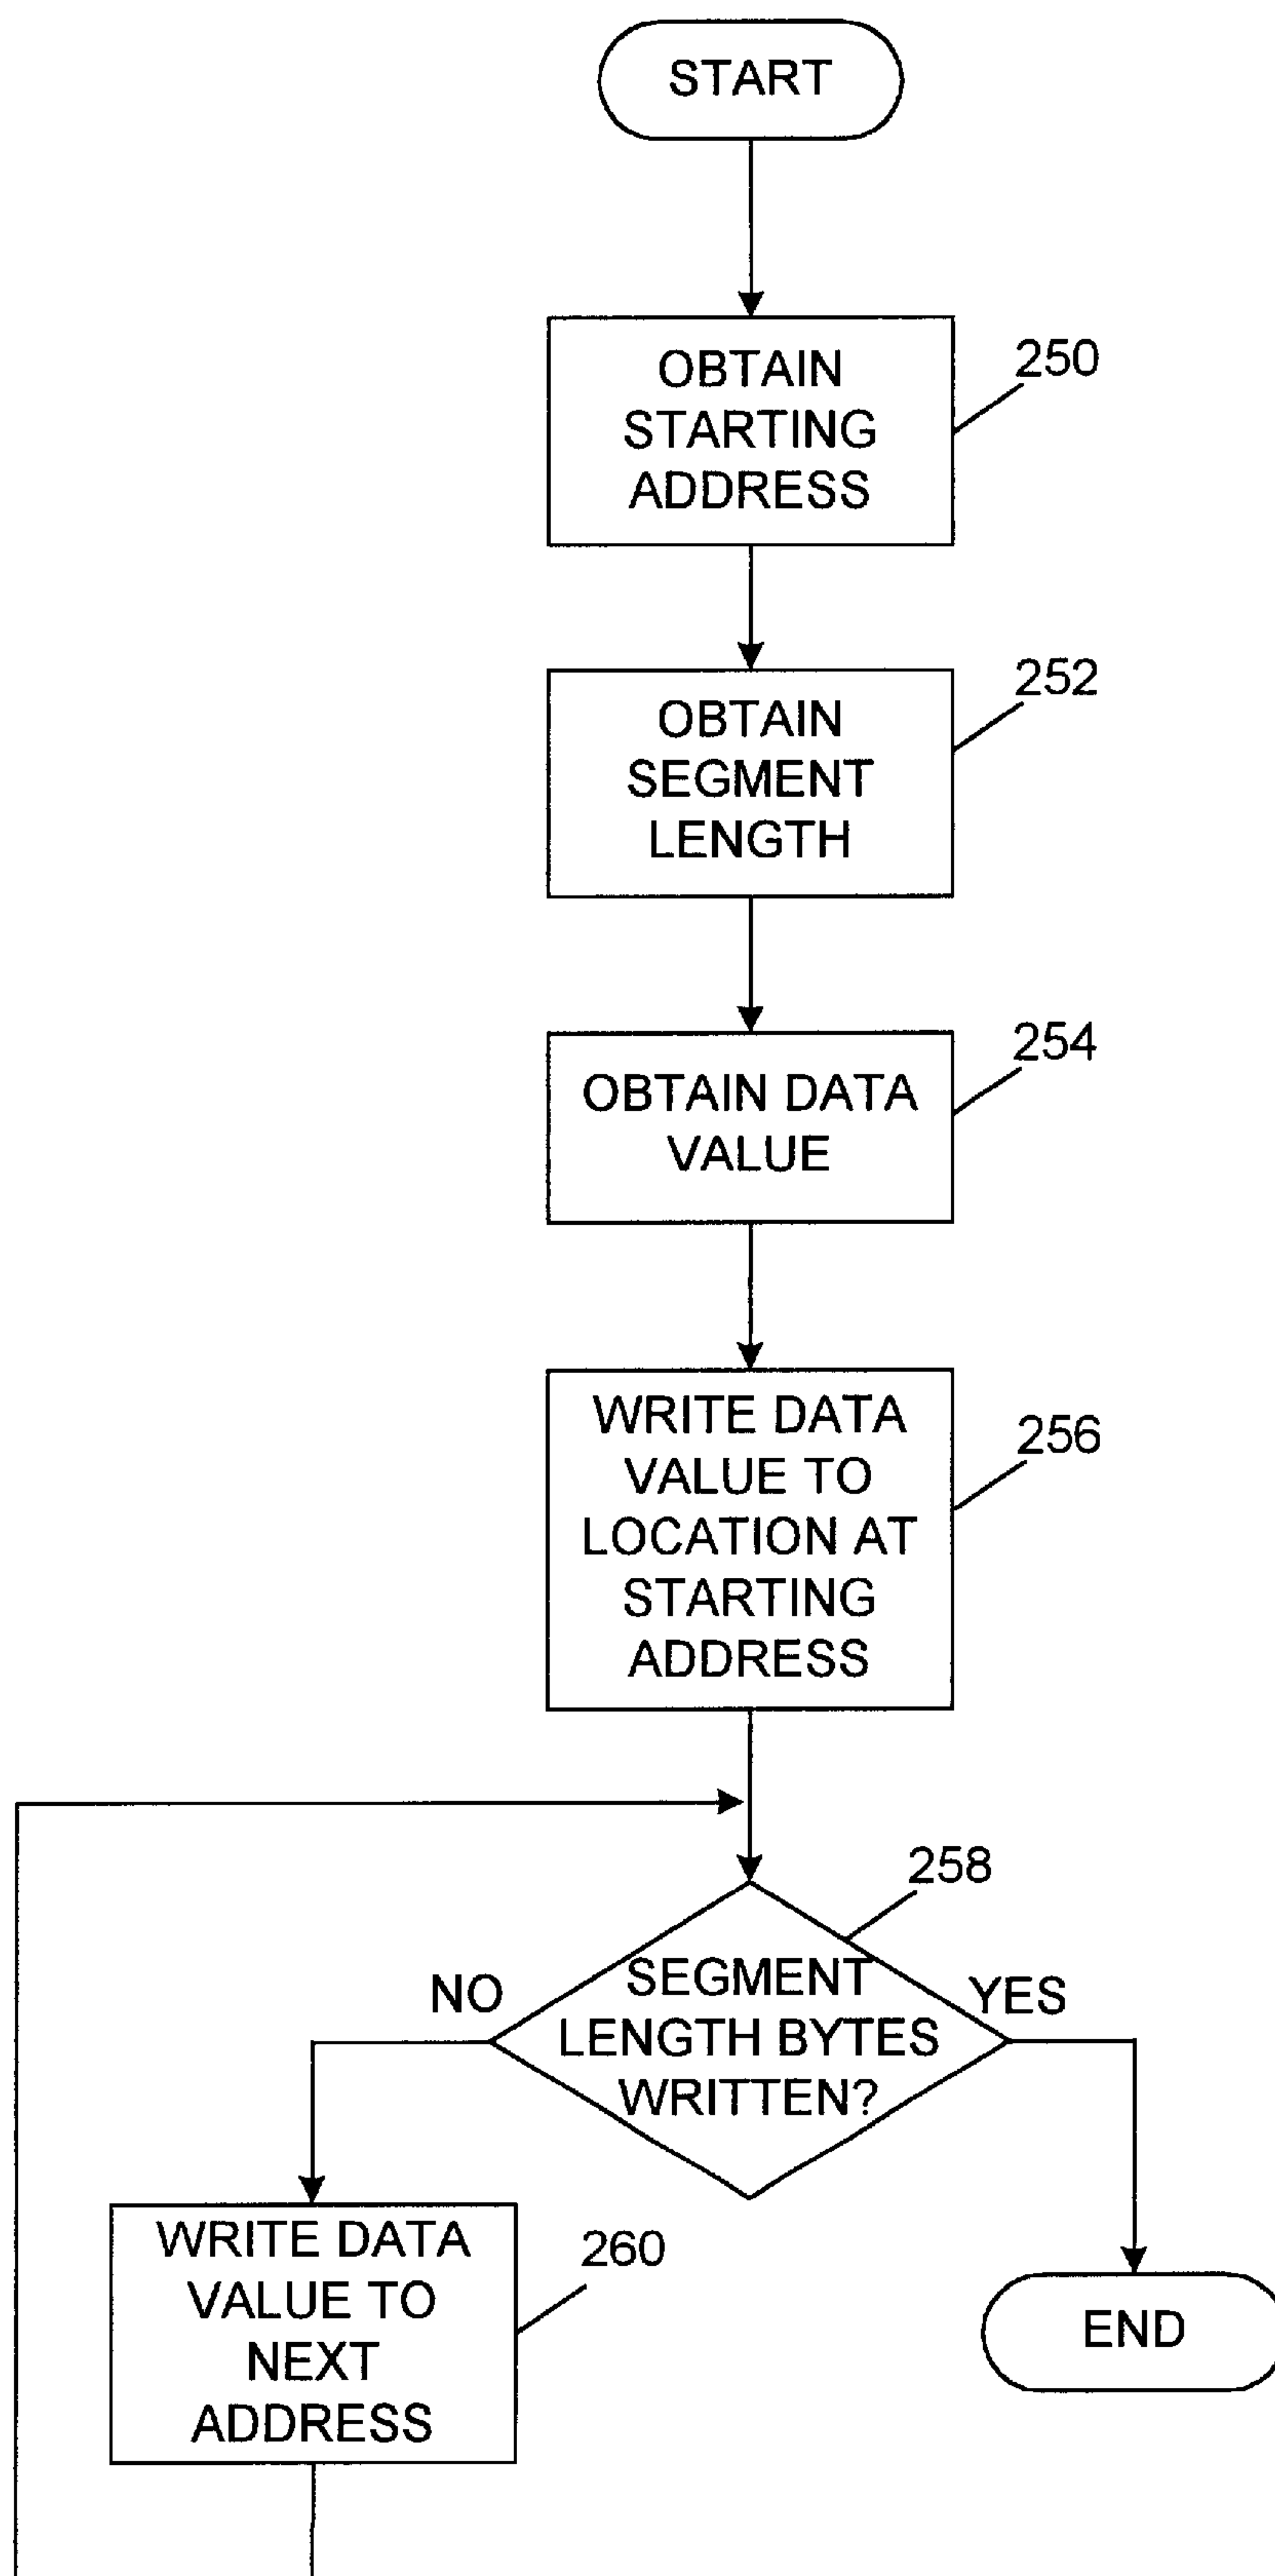 START
OBTAIN
STARTING
ADDRESS
250
OBTAIN
SEGMENT
LENGTH
252
OBTAIN DATA
VALUE
254
WRITE DATA
VALUE TO
LOCATION AT
STARTING
ADDRESS
256
258
NO
SEGMENT
LENGTH BYTES
WRITTEN?
YES
WRITE DATA
VALUE TO
NEXT
ADDRESS
260
END